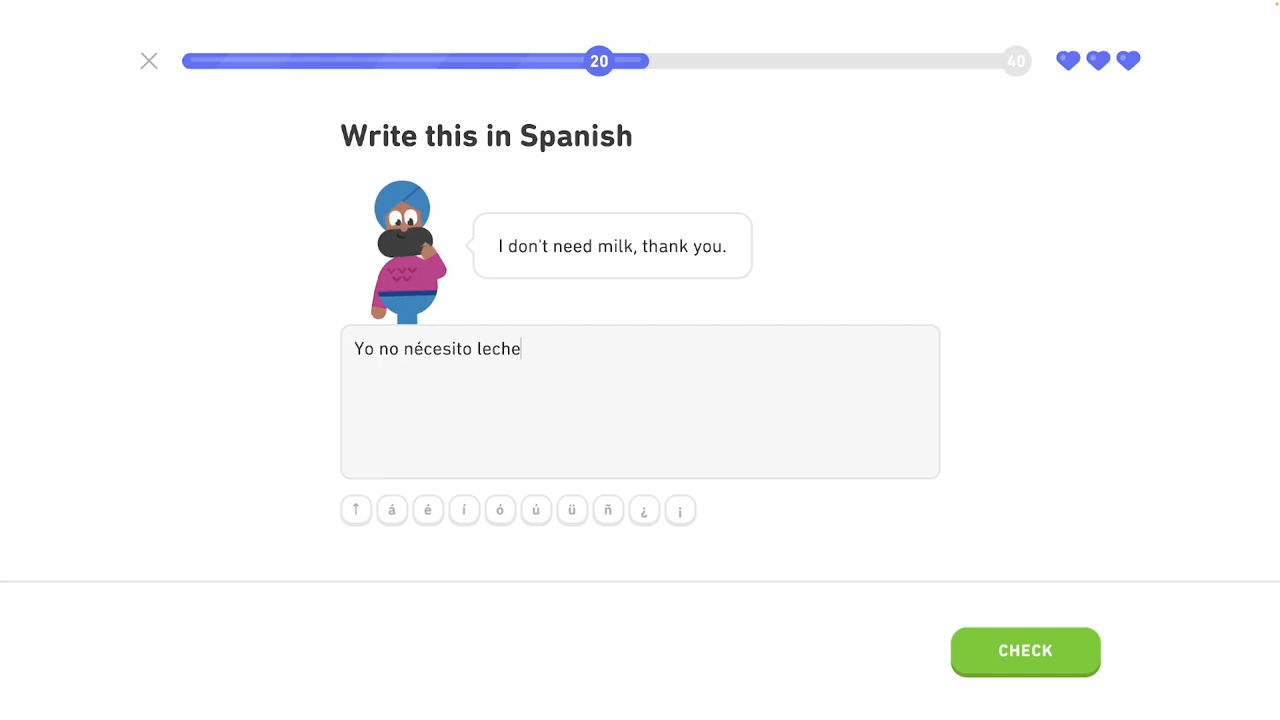 20
40
Write this in Spanish
I don't need milk, thank you.
Yo no nécesito leche
↑ á é í ó ú ü ñ ¿ ¡
CHECK